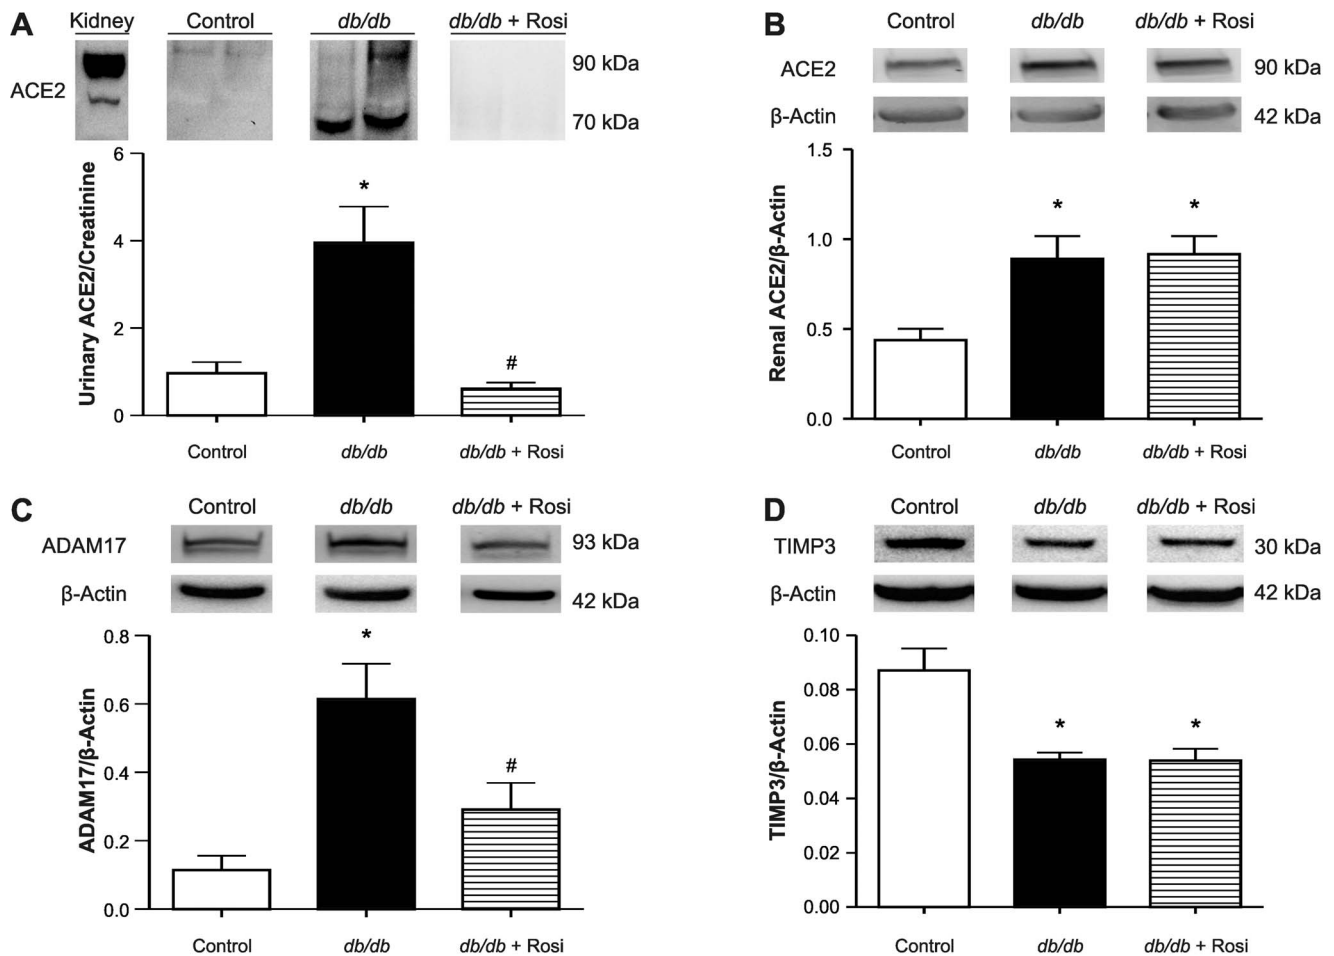 A
Kidney Control db/db db/db + Rosi
ACE2
90 kDa
70 kDa
Urinary ACE2/Creatinine
6
*
4
2
#
0
Control db/db db/db + Rosi
B
Control db/db db/db + Rosi
ACE2 90 kDa
β-Actin 42 kDa
Renal ACE2/β-Actin
1.5
* *
1.0
0.5
0.0
Control db/db db/db + Rosi
C
Control db/db db/db + Rosi
ADAM17 93 kDa
β-Actin 42 kDa
ADAM17/β-Actin
0.8
*
0.6
0.4
#
0.2
0.0
Control db/db db/db + Rosi
D
Control db/db db/db + Rosi
TIMP3 30 kDa
β-Actin 42 kDa
TIMP3/β-Actin
0.10
0.08
* *
0.06
0.04
0.02
0.00
Control db/db db/db + Rosi